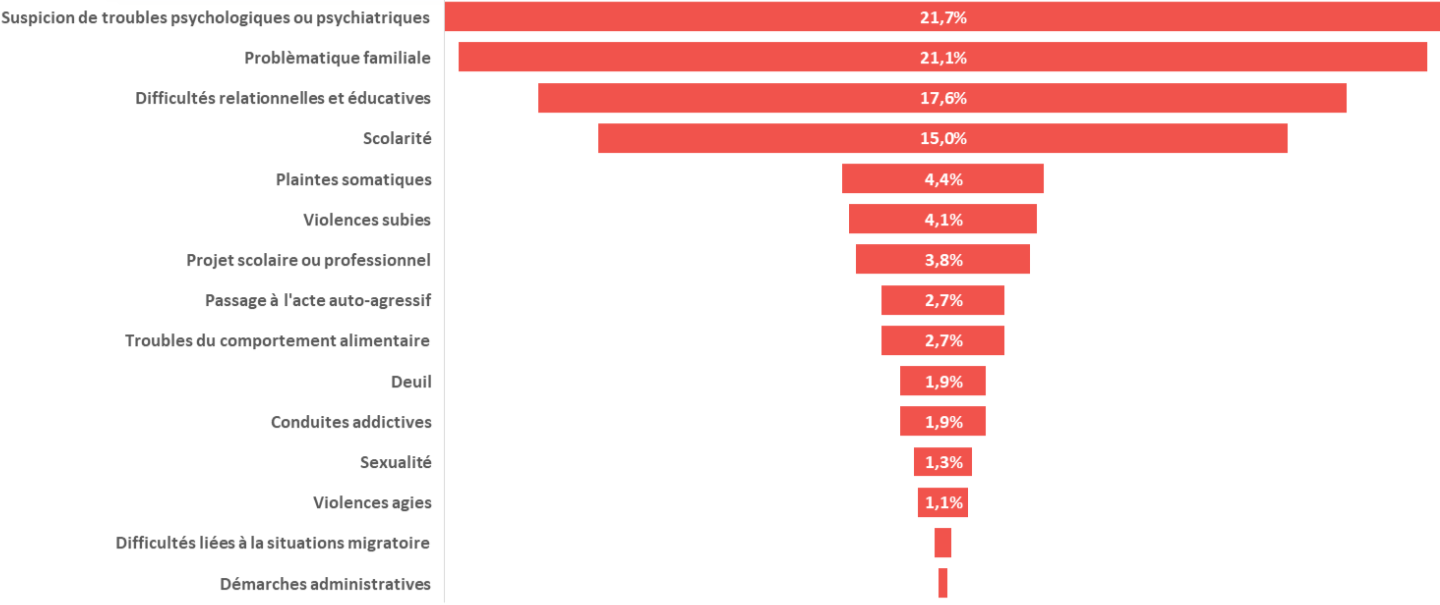 Suspicion de troubles psychologiques ou psychiatriques 21,7%
Problèmatique familiale 21,1%
Difficultés relationnelles et éducatives 17,6%
Scolarité 15,0%
Plaintes somatiques 4,4%
Violences subies 4,1%
Projet scolaire ou professionnel 3,8%
Passage à l'acte auto-agressif 2,7%
Troubles du comportement alimentaire 2,7%
Deuil 1,9%
Conduites addictives 1,9%
Sexualité 1,3%
Violences agies 1,1%
Difficultés liées à la situations migratoire
Démarches administratives